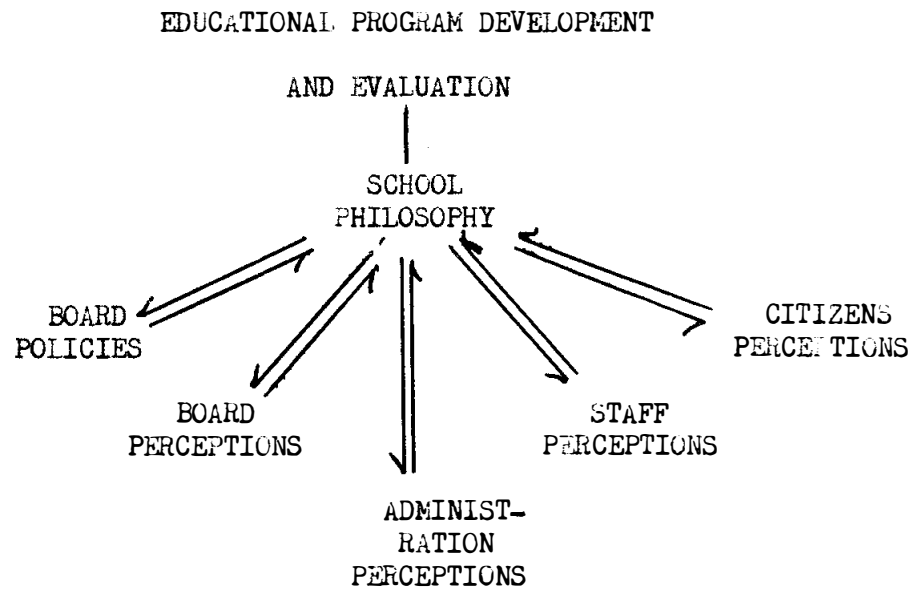 EDUCATIONAL PROGRAM DEVELOPMENT
AND EVALUATION
SCHOOL
PHILOSOPHY
BOARD
POLICIES
BOARD
PERCEPTIONS
ADMINIST-
RATION
PERCEPTIONS
STAFF
PERCEPTIONS
CITIZENS
PERCEPTIONS